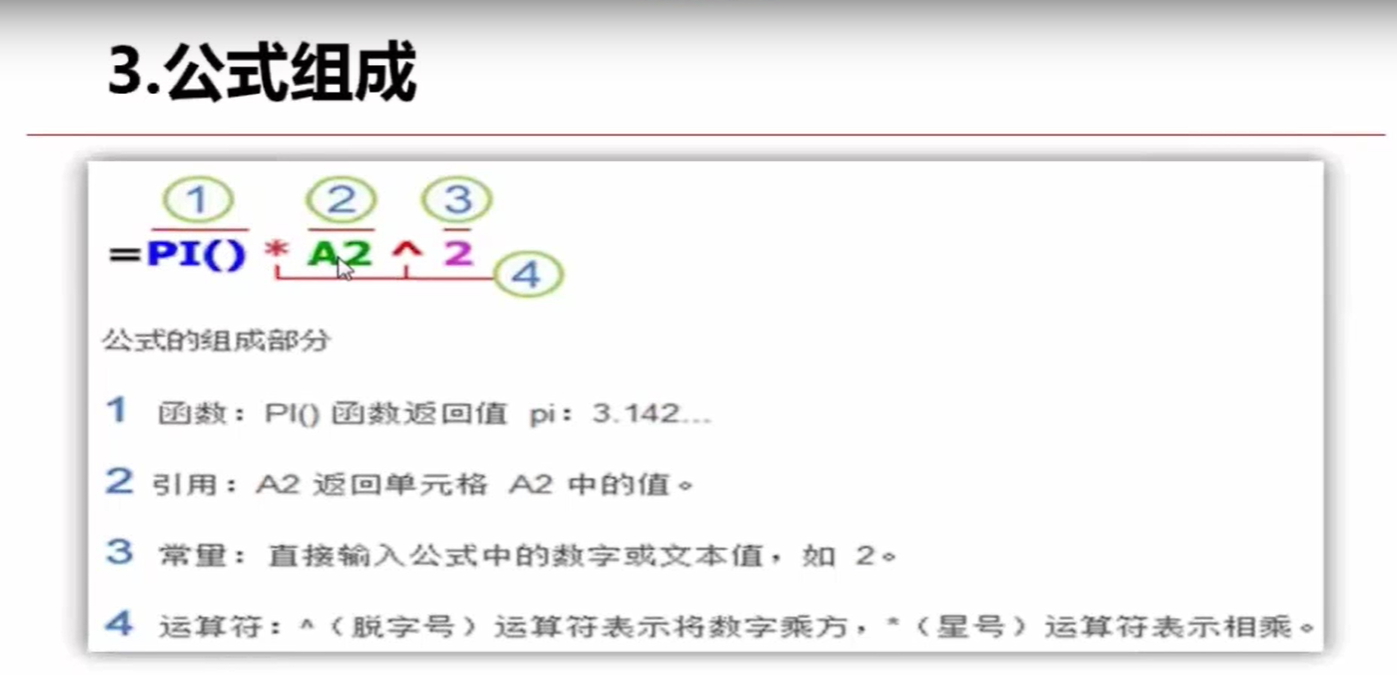 3.公式组成
① ② ③
=PI() * A2 ^ 2
④
公式的组成部分
1 函数：PI() 函数返回值 pi：3.142...
2 引用：A2 返回单元格 A2 中的值。
3 常量：直接输入公式中的数字或文本值，如 2。
4 运算符：^（脱字号）运算符表示将数字乘方，*（星号）运算符表示相乘。